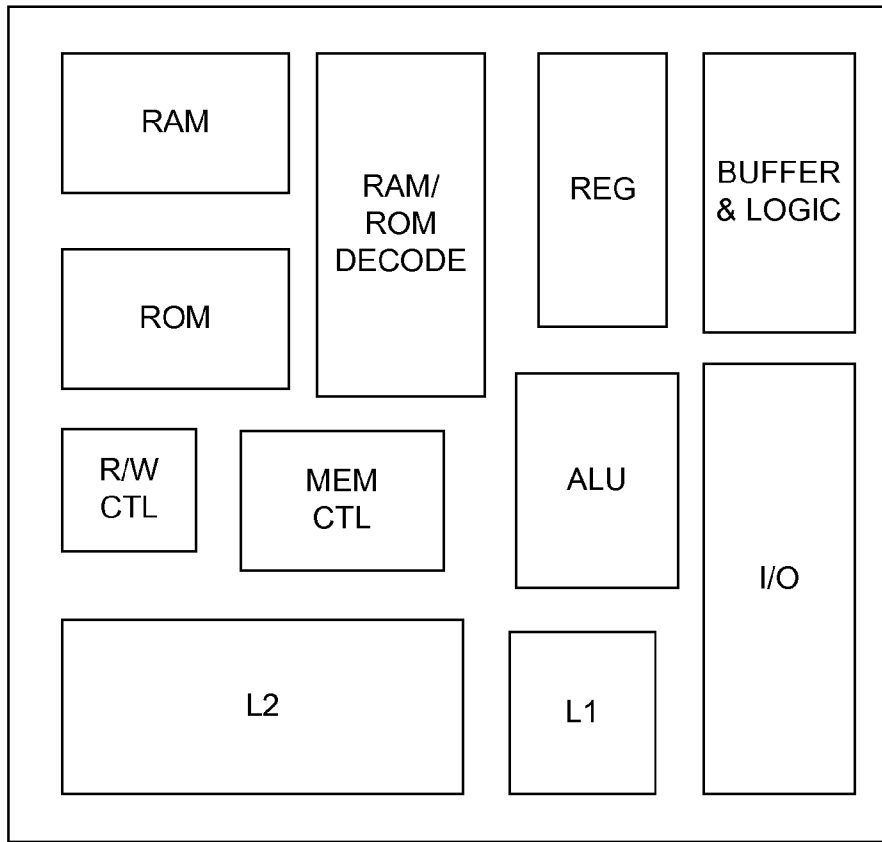 RAM
RAM/
ROM
DECODE
REG
BUFFER
& LOGIC
ROM
R/W
CTL
MEM
CTL
ALU
I/O
L2
L1